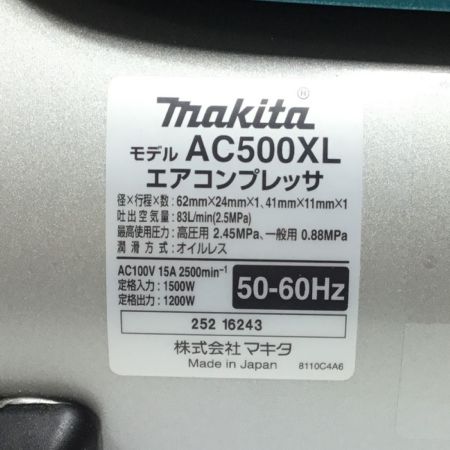 makita®
モデル AC500XL
エアコンプレッサ
径×行程×数：62mm×24mm×1、41mm×11mm×1
吐出空気量：83L/min(2.5MPa)
最高使用圧力：高圧用 2.45MPa、一般用 0.88MPa
潤滑方式：オイルレス
AC100V 15A 2500min⁻¹
定格入力：1500W
定格出力：1200W
50-60Hz
252 16243
株式会社マキタ
Made in Japan
8110C4A6